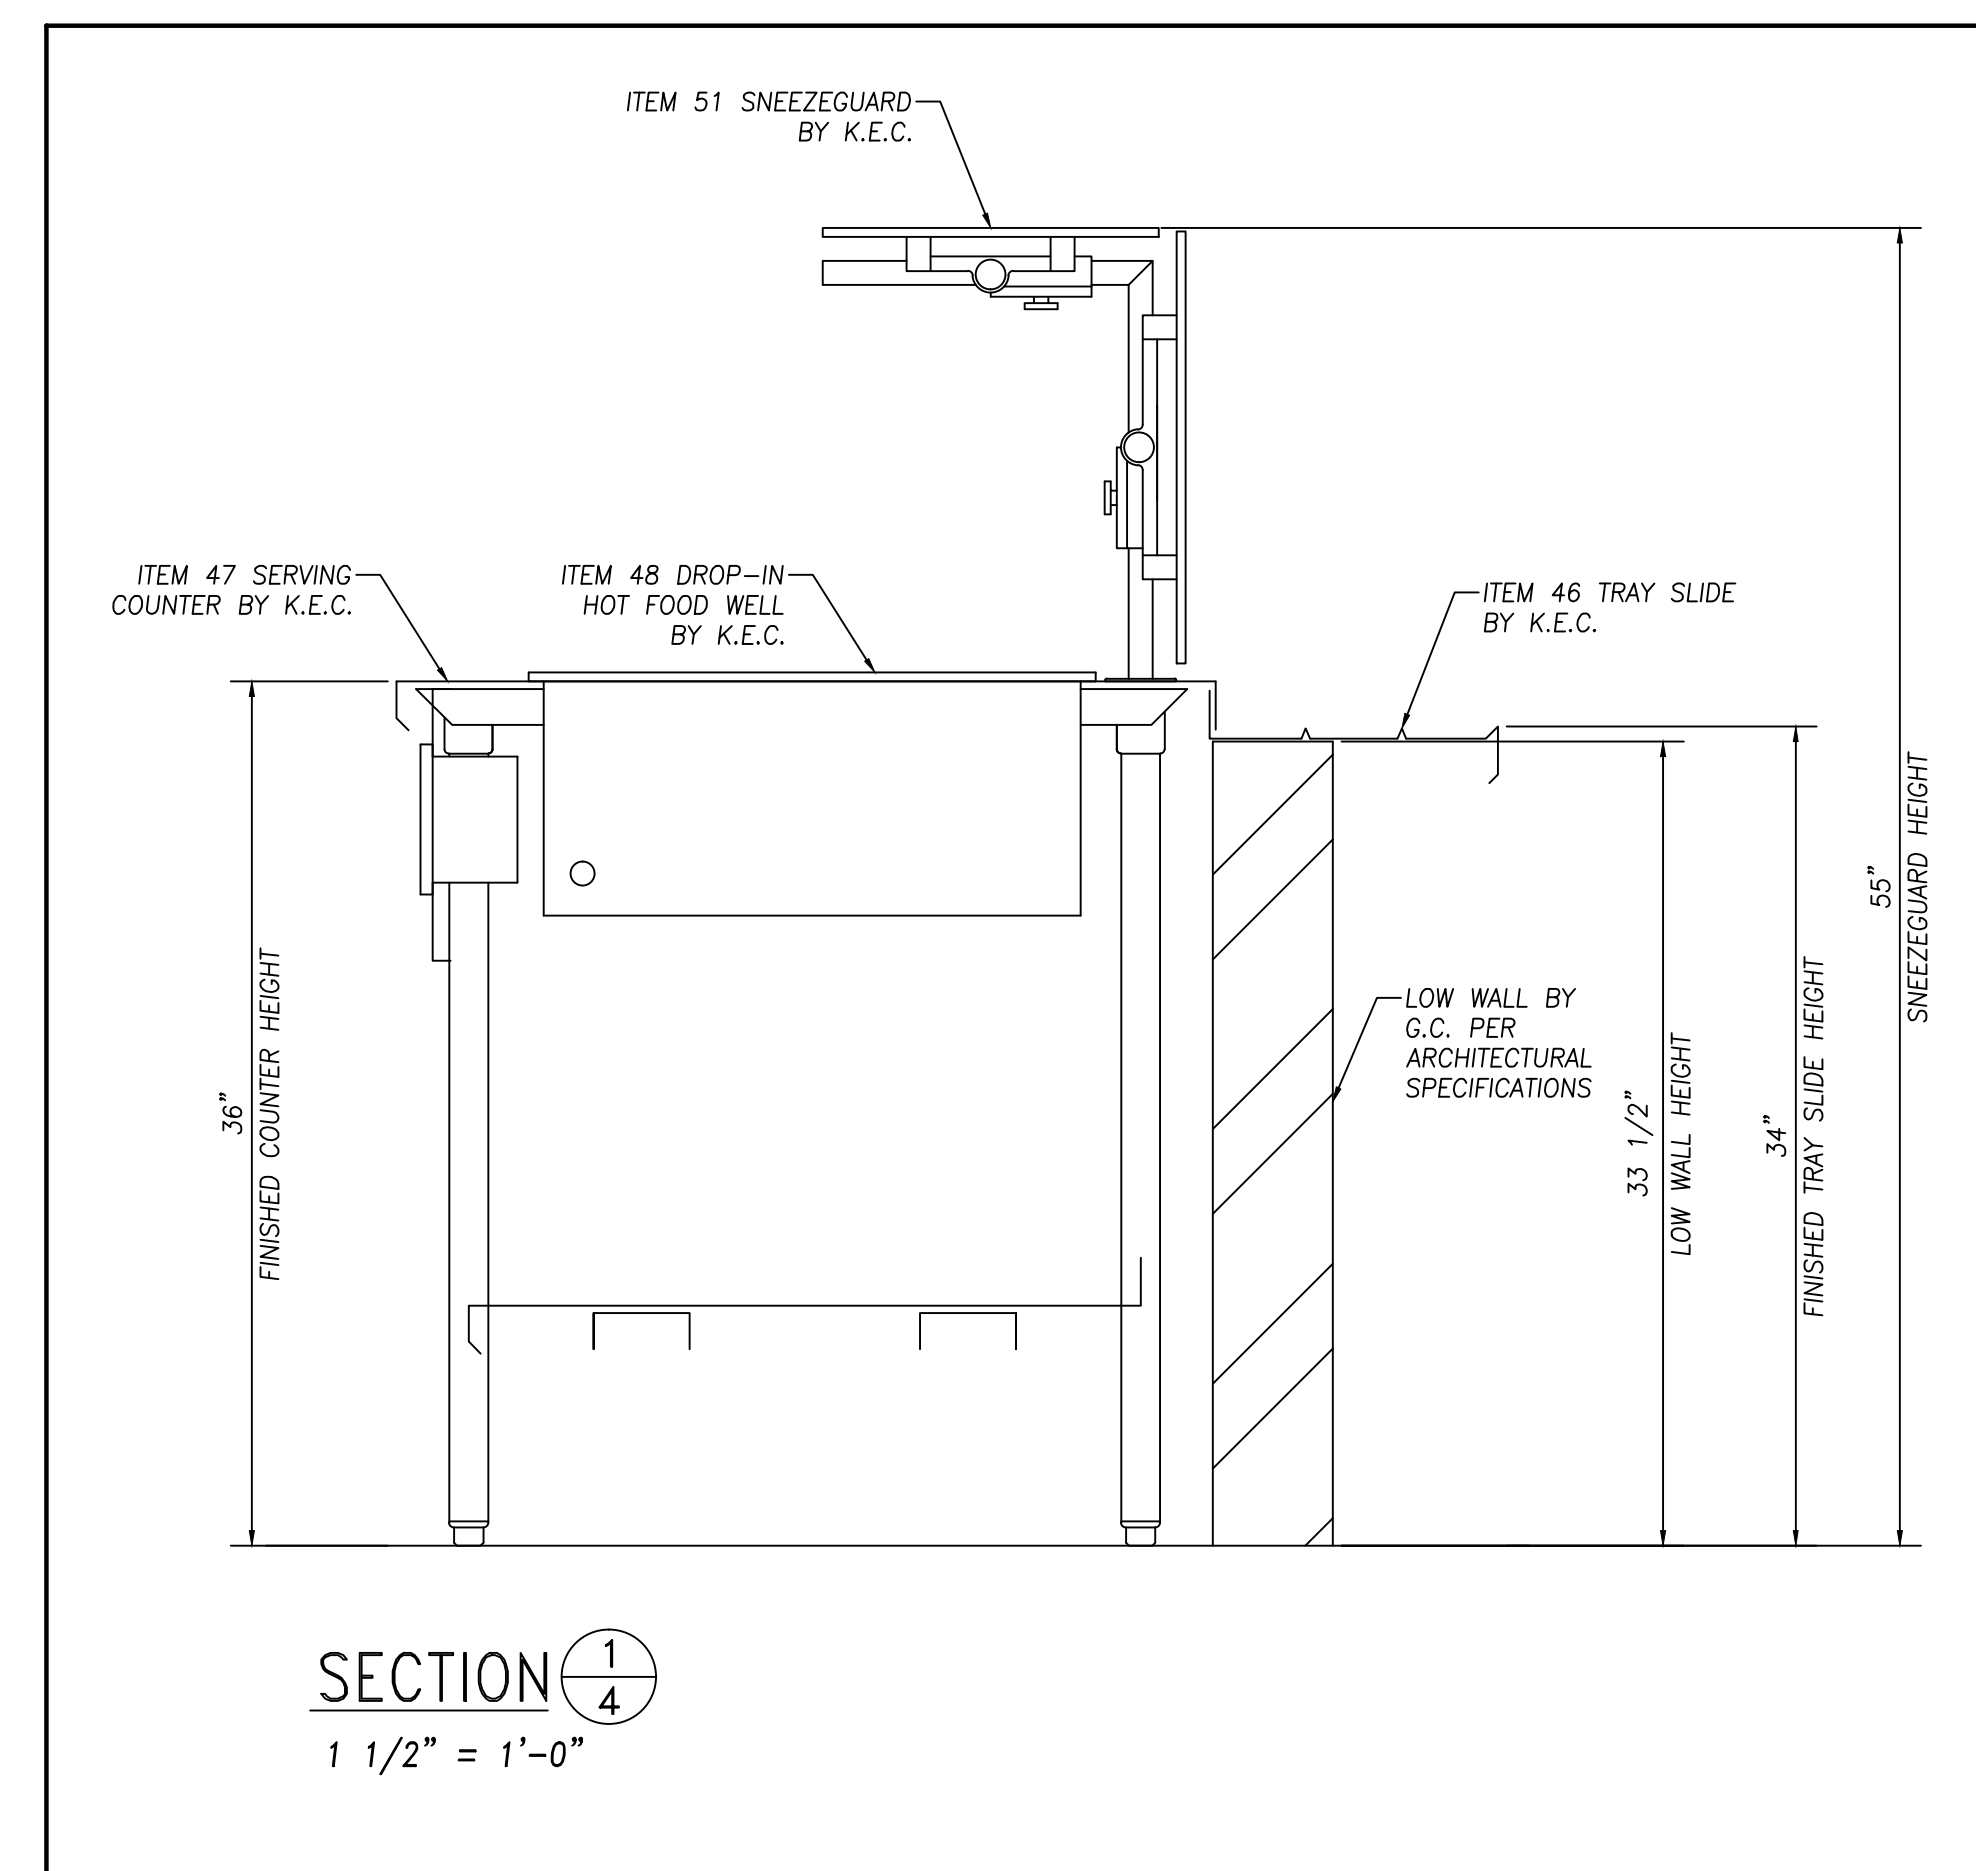 ITEM 51 SNEEZEGUARD
BY K.E.C.
ITEM 47 SERVING
COUNTER BY K.E.C.
ITEM 48 DROP-IN
HOT FOOD WELL
BY K.E.C.
ITEM 46 TRAY SLIDE
BY K.E.C.
36"
FINISHED COUNTER HEIGHT
LOW WALL BY
G.C. PER
ARCHITECTURAL
SPECIFICATIONS
33 1/2"
LOW WALL HEIGHT
34"
FINISHED TRAY SLIDE HEIGHT
55"
SNEEZEGUARD HEIGHT
SECTION
1
4
1 1/2" = 1'-0"